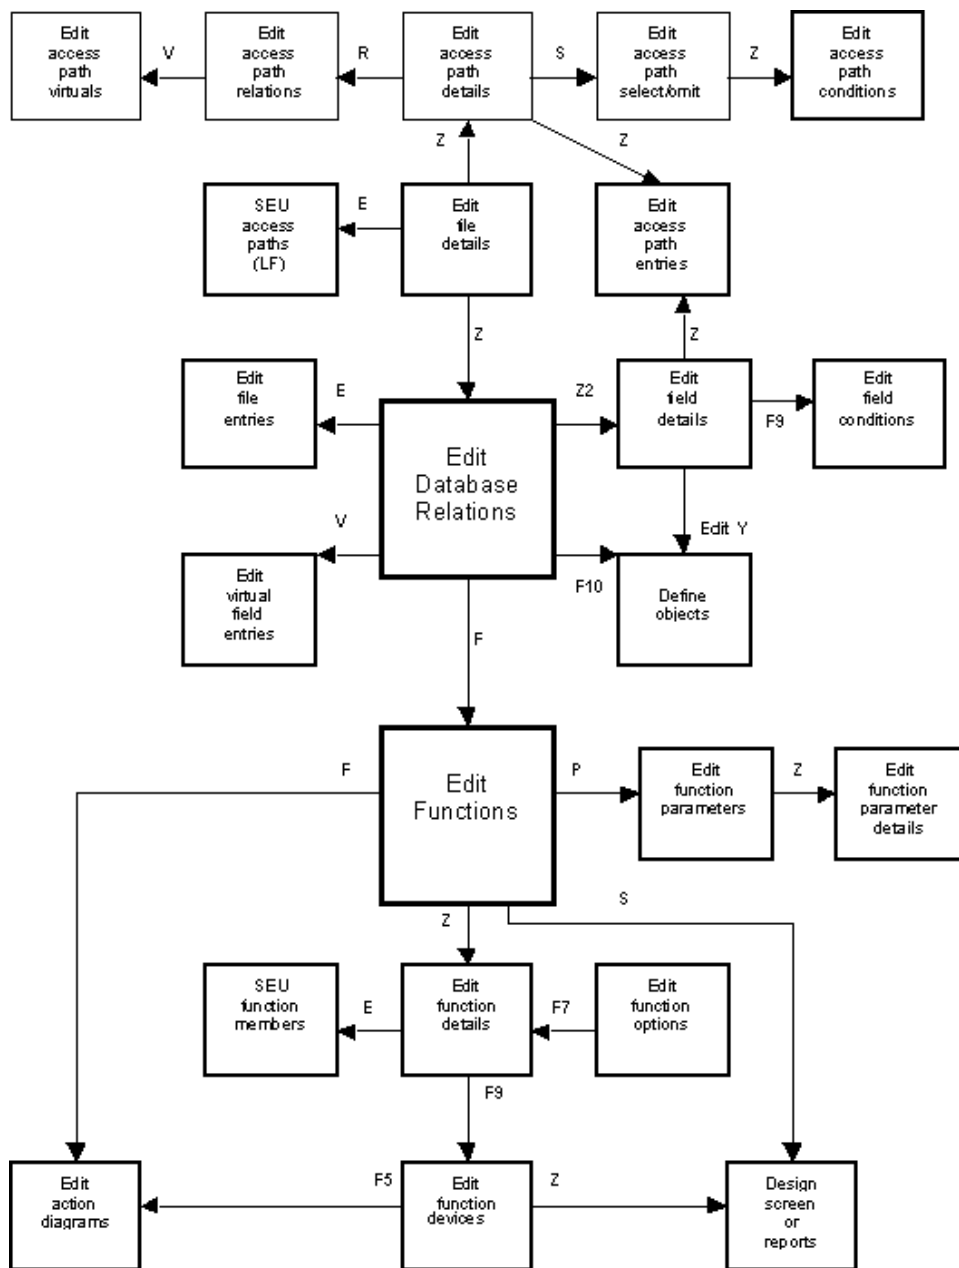 Edit
access
path
virtuals
V
Edit
access
path
relations
R
Edit
access
path
details
S
Edit
access
path
select/omit
Z
Edit
access
path
conditions
Z
Z
SEU
access
paths
(LF)
E
Edit
file
details
Edit
access
path
entries
Z
Z
Edit
file
entries
E
Z2
Edit
field
details
F9
Edit
field
conditions
Edit
Database
Relations
V
Edit Y
Edit
virtual
field
entries
F10
Define
objects
F
F
Edit
Functions
P
Edit
function
parameters
Z
Edit
function
parameter
details
S
Z
SEU
function
members
E
Edit
function
details
F7
Edit
function
options
F9
Edit
action
diagrams
F5
Edit
function
devices
Z
Design
screen
or
reports